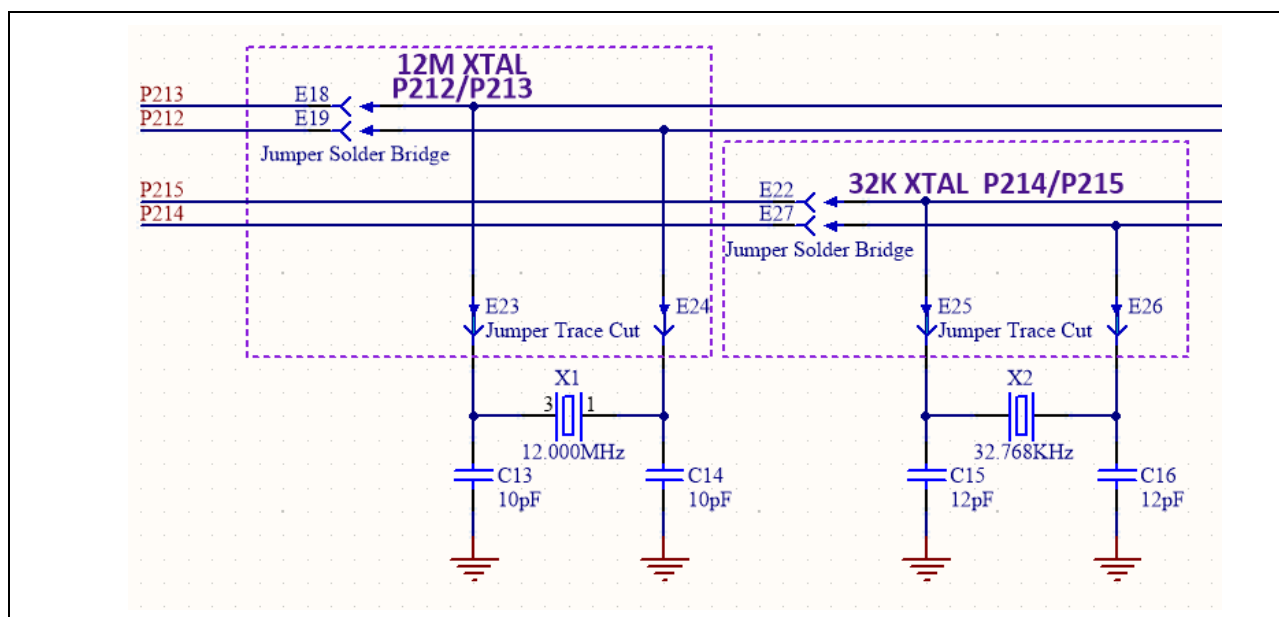 12M XTAL
P212/P213
P213
E18
P212
E19
Jumper Solder Bridge
P215
E22
32K XTAL P214/P215
P214
E27
Jumper Solder Bridge
E23
Jumper Trace Cut
E24
E25
Jumper Trace Cut
E26
X1
3
1
12.000MHz
X2
32.768KHz
C13
10pF
C14
10pF
C15
12pF
C16
12pF